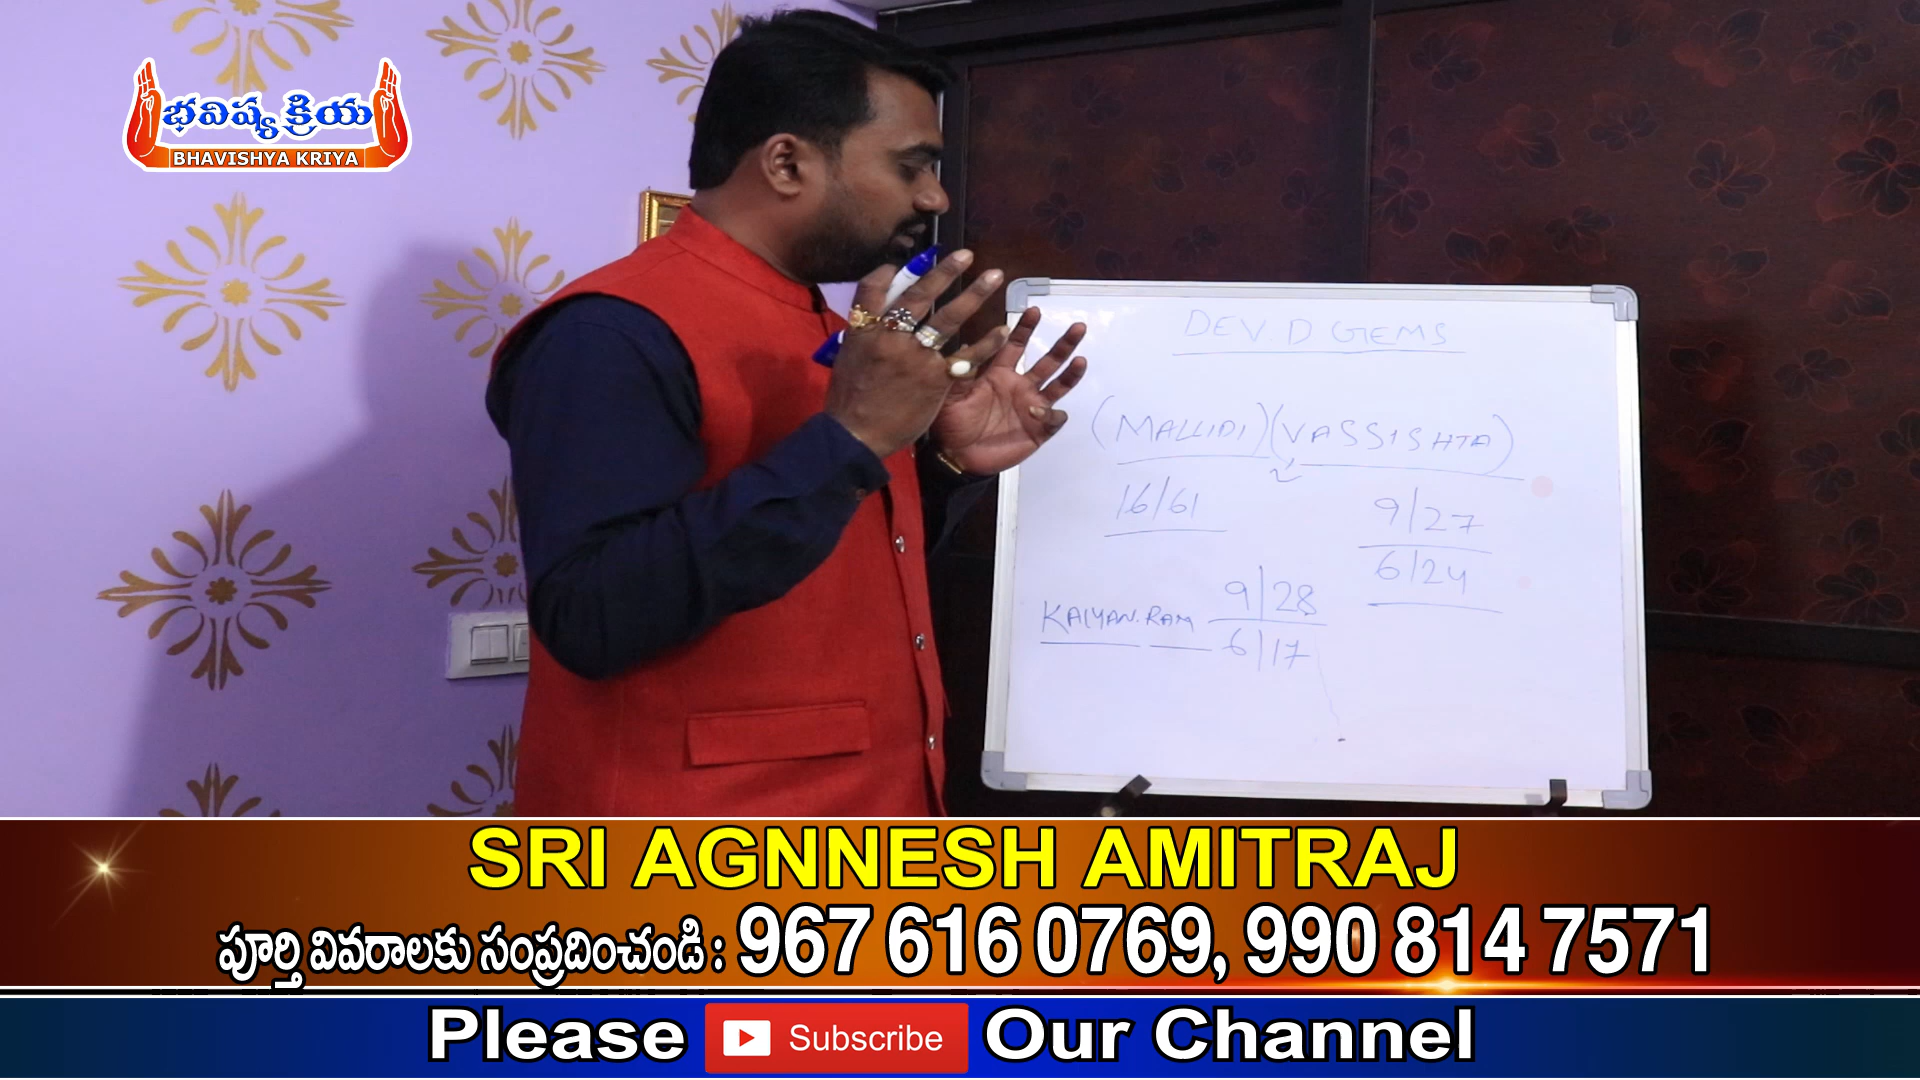 భవిష్య క్రియ
BHAVISHYA KRIYA
DEV. D GEMS
(MALLIDI) (VASSISHTA)
16/61
9/27
6/24
KALYAN. RAM 9/28
6/17
SRI AGNNESH AMITRAJ
పూర్తి వివరాలకు సంప్రదించండి : 967 616 0769, 990 814 7571
Please Subscribe Our Channel